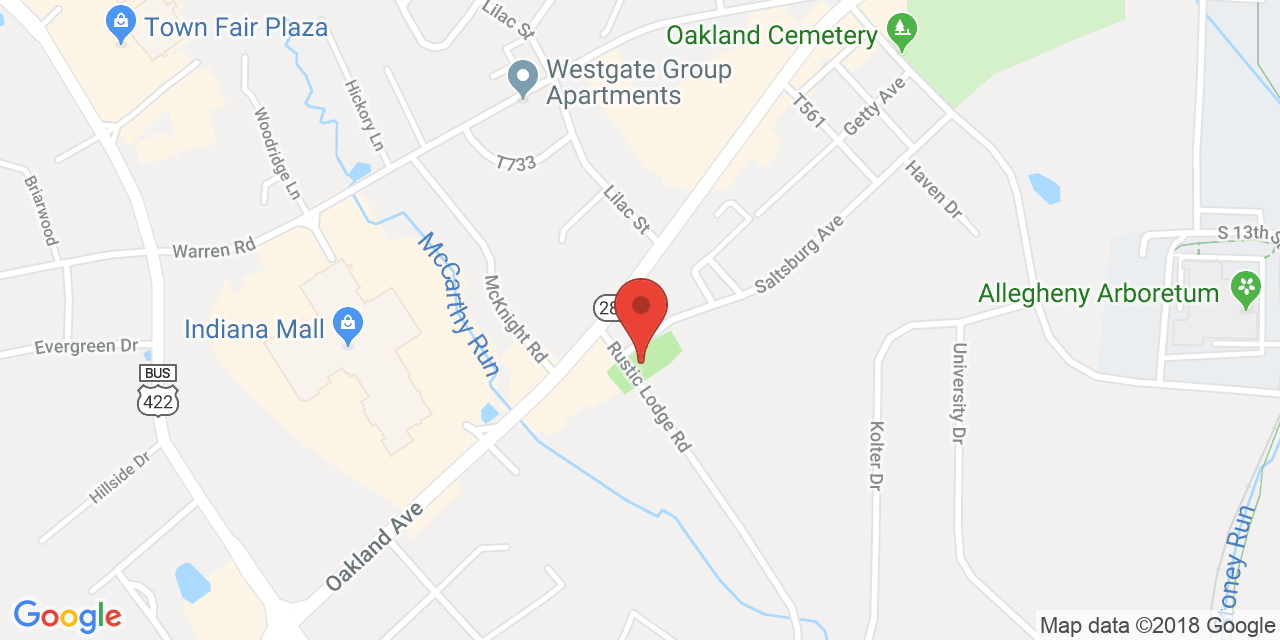 Town Fair Plaza
Lilac St
Oakland Cemetery
Westgate Group
Apartments
Hickory Ln
Woodridge Ln
T561
Getty Ave
T733
Briarwood
Haven Dr
Lilac St
Warren Rd
S 13th S
McCarthy Run
Saltsburg Ave
Allegheny Arboretum
McKnight Rd
28
Indiana Mall
Evergreen Dr
Rustic Lodge Rd
University Dr
BUS
422
Kolter Dr
Hillside Dr
Oakland Ave
toney Run
Google
Map data ©2018 Google